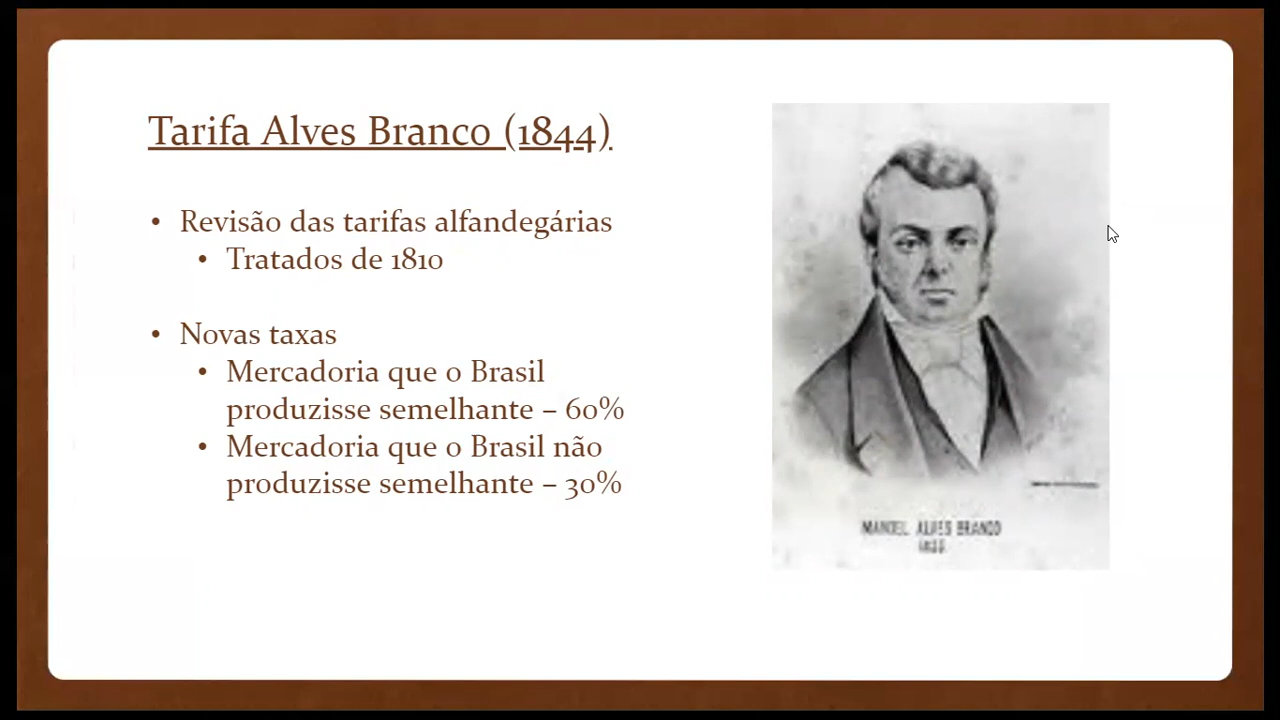 Tarifa Alves Branco (1844)
• Revisão das tarifas alfandegárias
• Tratados de 1810
• Novas taxas
• Mercadoria que o Brasil
produzisse semelhante – 60%
• Mercadoria que o Brasil não
produzisse semelhante – 30%
MANOEL ALVES BRANCO